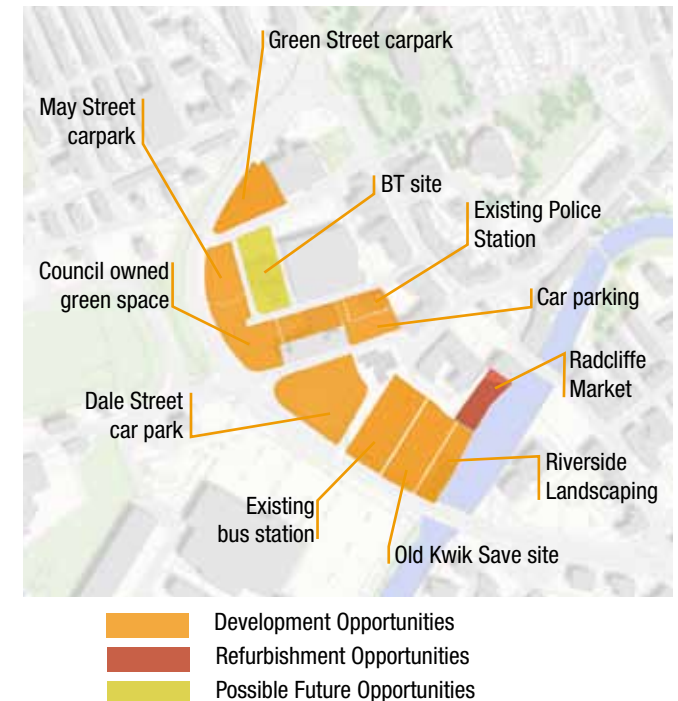 Green Street carpark
May Street
carpark
BT site
Existing Police
Station
Council owned
green space
Car parking
Radcliffe
Market
Dale Street
car park
Riverside
Landscaping
Existing
bus station
Old Kwik Save site
Development Opportunities
Refurbishment Opportunities
Possible Future Opportunities